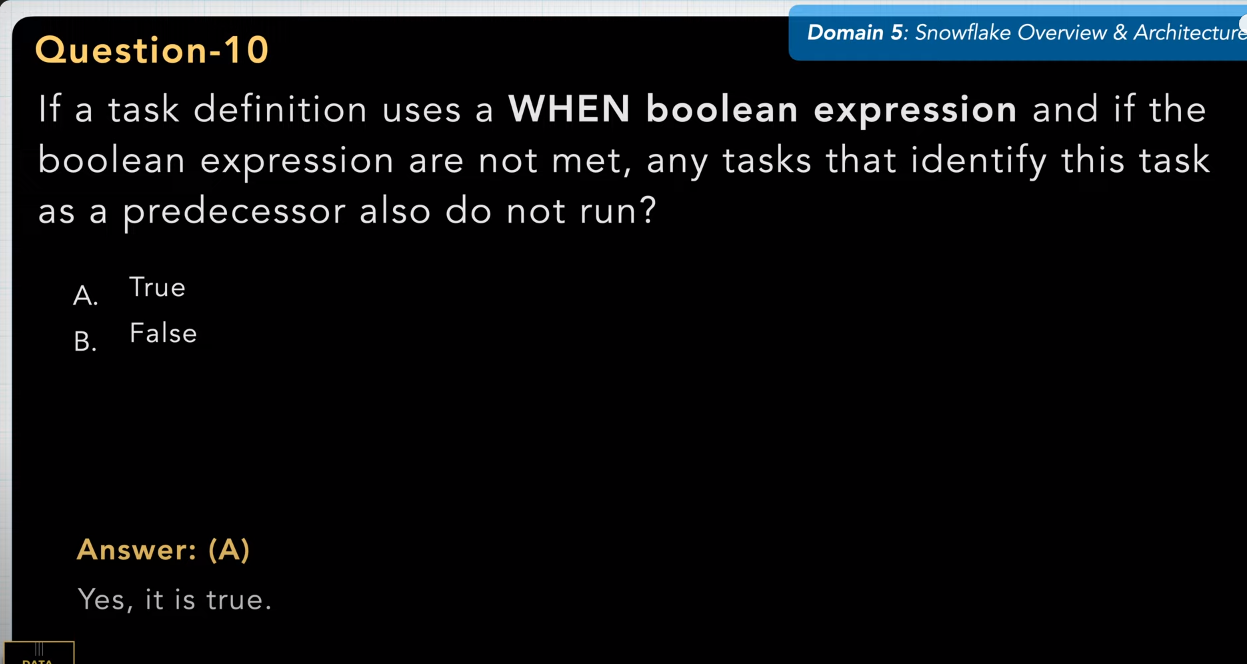 Domain 5: Snowflake Overview & Architecture
Question-10
If a task definition uses a WHEN boolean expression and if the
boolean expression are not met, any tasks that identify this task
as a predecessor also do not run?
A. True
B. False
Answer: (A)
Yes, it is true.
DATA